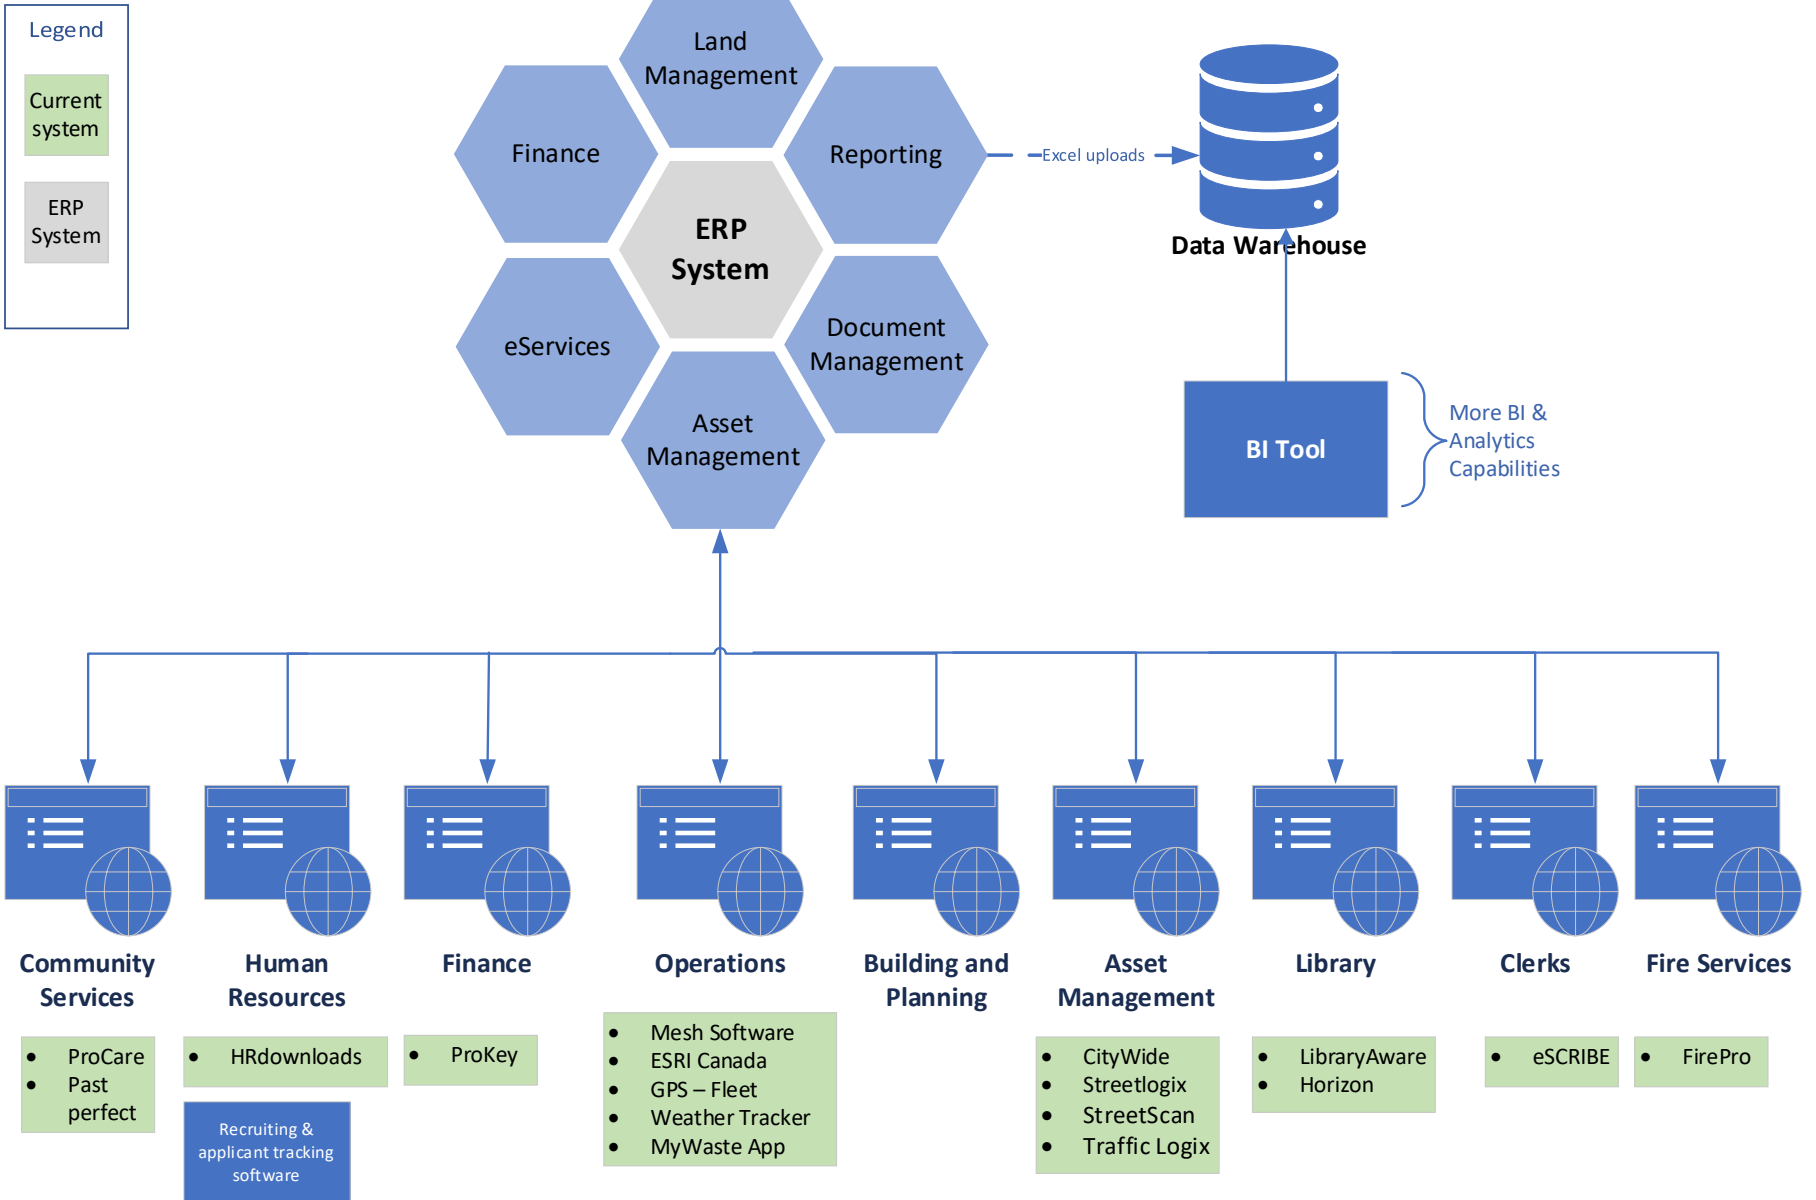 Legend
Current
system
ERP
System
Land
Management
Finance
Reporting
ERP
System
eServices
Document
Management
Asset
Management
Excel uploads
Data Warehouse
BI Tool
More BI &
Analytics
Capabilities
Community
Services
Human
Resources
Finance
Operations
Building and
Planning
Asset
Management
Library
Clerks
Fire Services
• ProCare
• Past
perfect
• HRdownloads
Recruiting &
applicant tracking
software
• ProKey
• Mesh Software
• ESRI Canada
• GPS – Fleet
• Weather Tracker
• MyWaste App
• CityWide
• Streetlogix
• StreetScan
• Traffic Logix
• LibraryAware
• Horizon
• eSCRIBE
• FirePro